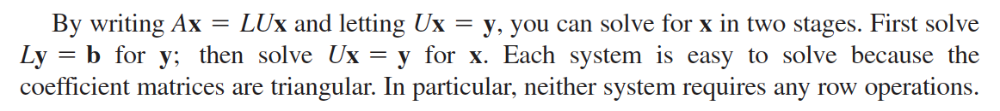 By writing Ax = LUx and letting Ux = y, you can solve for x in two stages. First solve
Ly = b for y; then solve Ux = y for x. Each system is easy to solve because the
coefficient matrices are triangular. In particular, neither system requires any row operations.